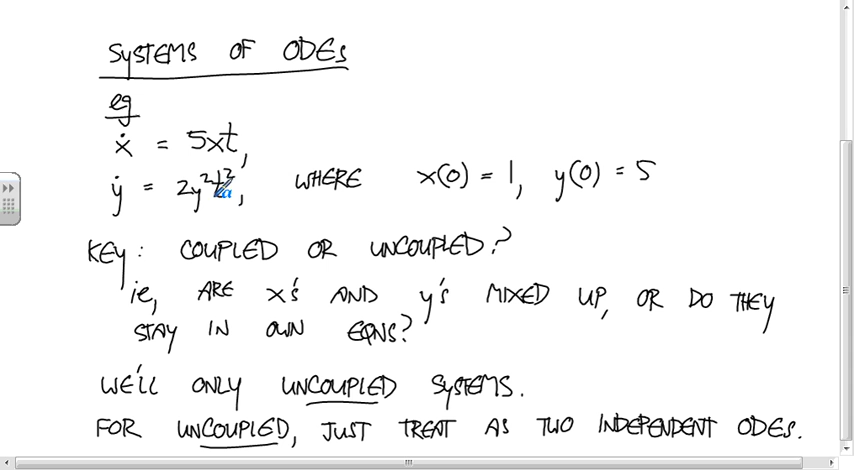 SYSTEMS OF ODES
eg
ẋ = 5xt,
ẏ = 2y²t², WHERE x(0) = 1, y(0) = 5
KEY: COUPLED OR UNCOUPLED?
ie, ARE x's AND y's MIXED UP, OR DO THEY
STAY IN OWN EQNS?
WE'LL ONLY UNCOUPLED SYSTEMS.
FOR UNCOUPLED, JUST TREAT AS TWO INDEPENDENT ODES.